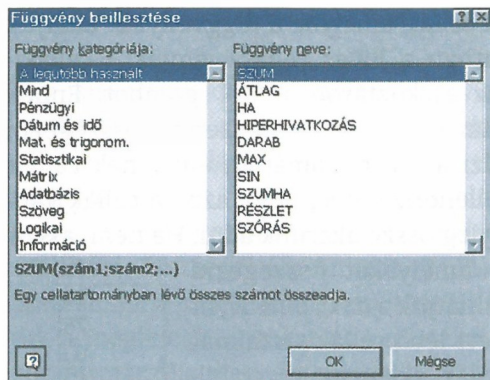 Függvény beillesztése
Függvény kategóriája:
A legutóbb használt
Mind
Pénzügyi
Dátum és idő
Mat. és trigonom.
Statisztikai
Mátrix
Adatbázis
Szöveg
Logikai
Információ
Függvény neve:
SZUM
ÁTLAG
HA
HIPERHIVATKOZÁS
DARAB
MAX
SIN
SZUMHA
RÉSZLET
SZÓRÁS
SZUM(szám1;szám2;...)
Egy cellatartományban lévő összes számot összeadja.
OK
Mégse